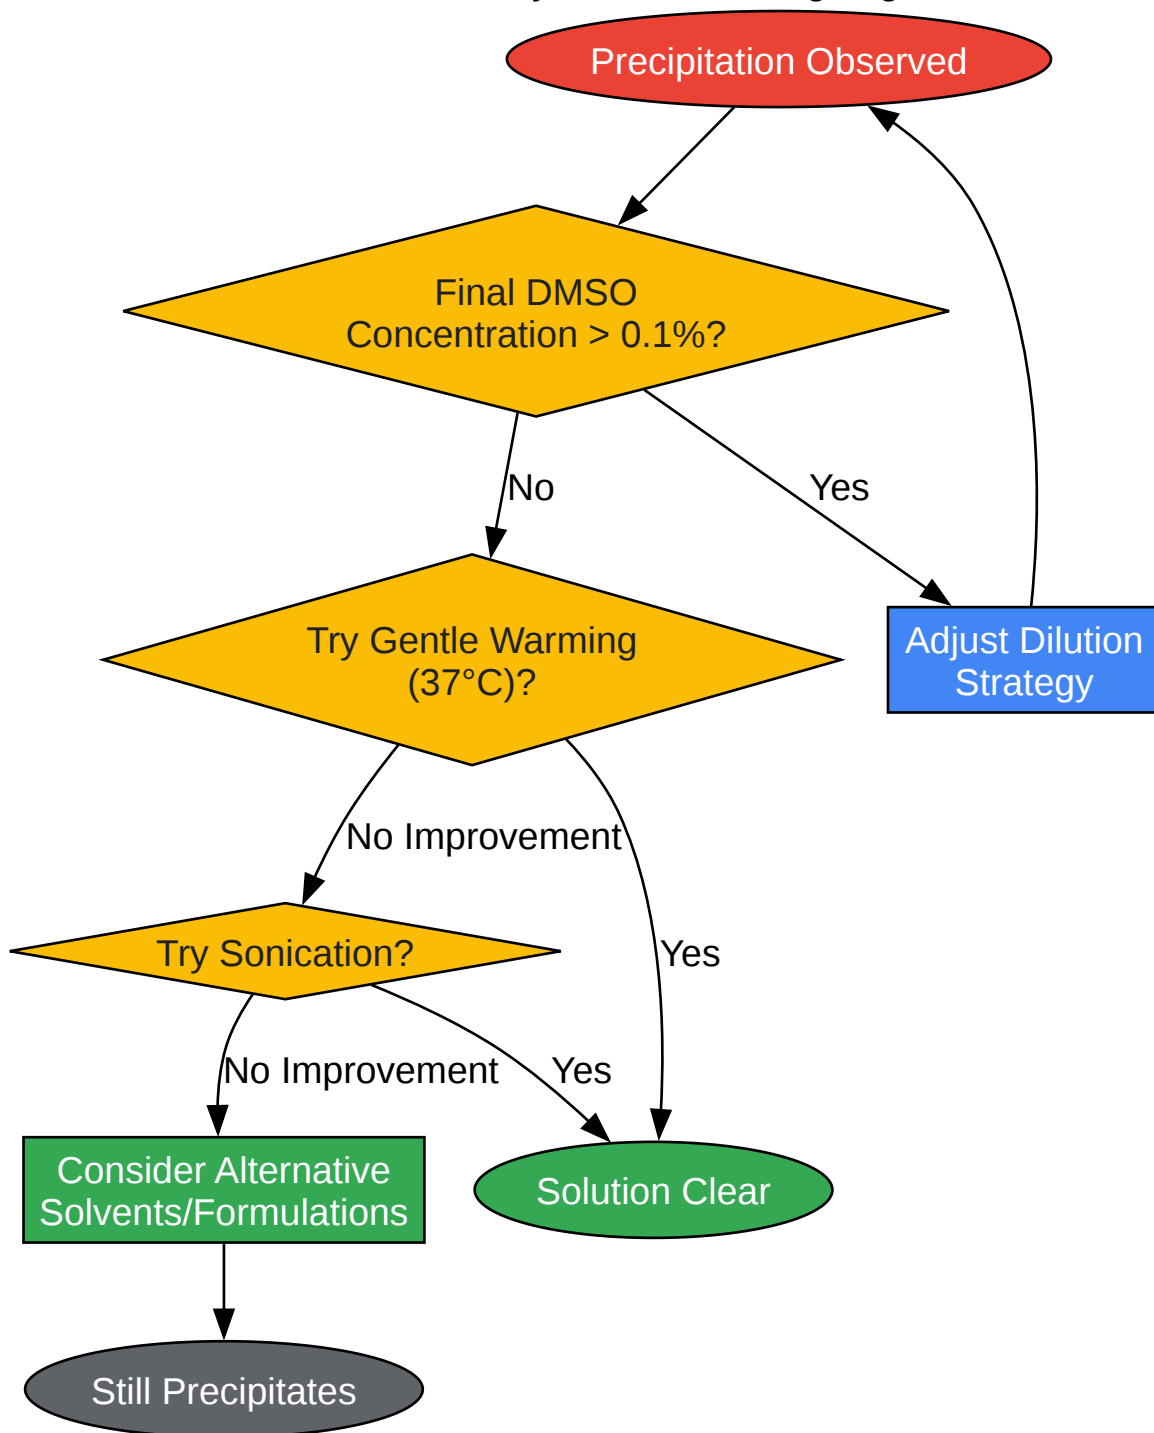 Precipitation Observed
Final DMSO
Concentration > 0.1%?
No
Yes
Try Gentle Warming
(37°C)?
Adjust Dilution
Strategy
No Improvement
Try Sonication?
Yes
No Improvement
Yes
Consider Alternative
Solvents/Formulations
Solution Clear
Still Precipitates